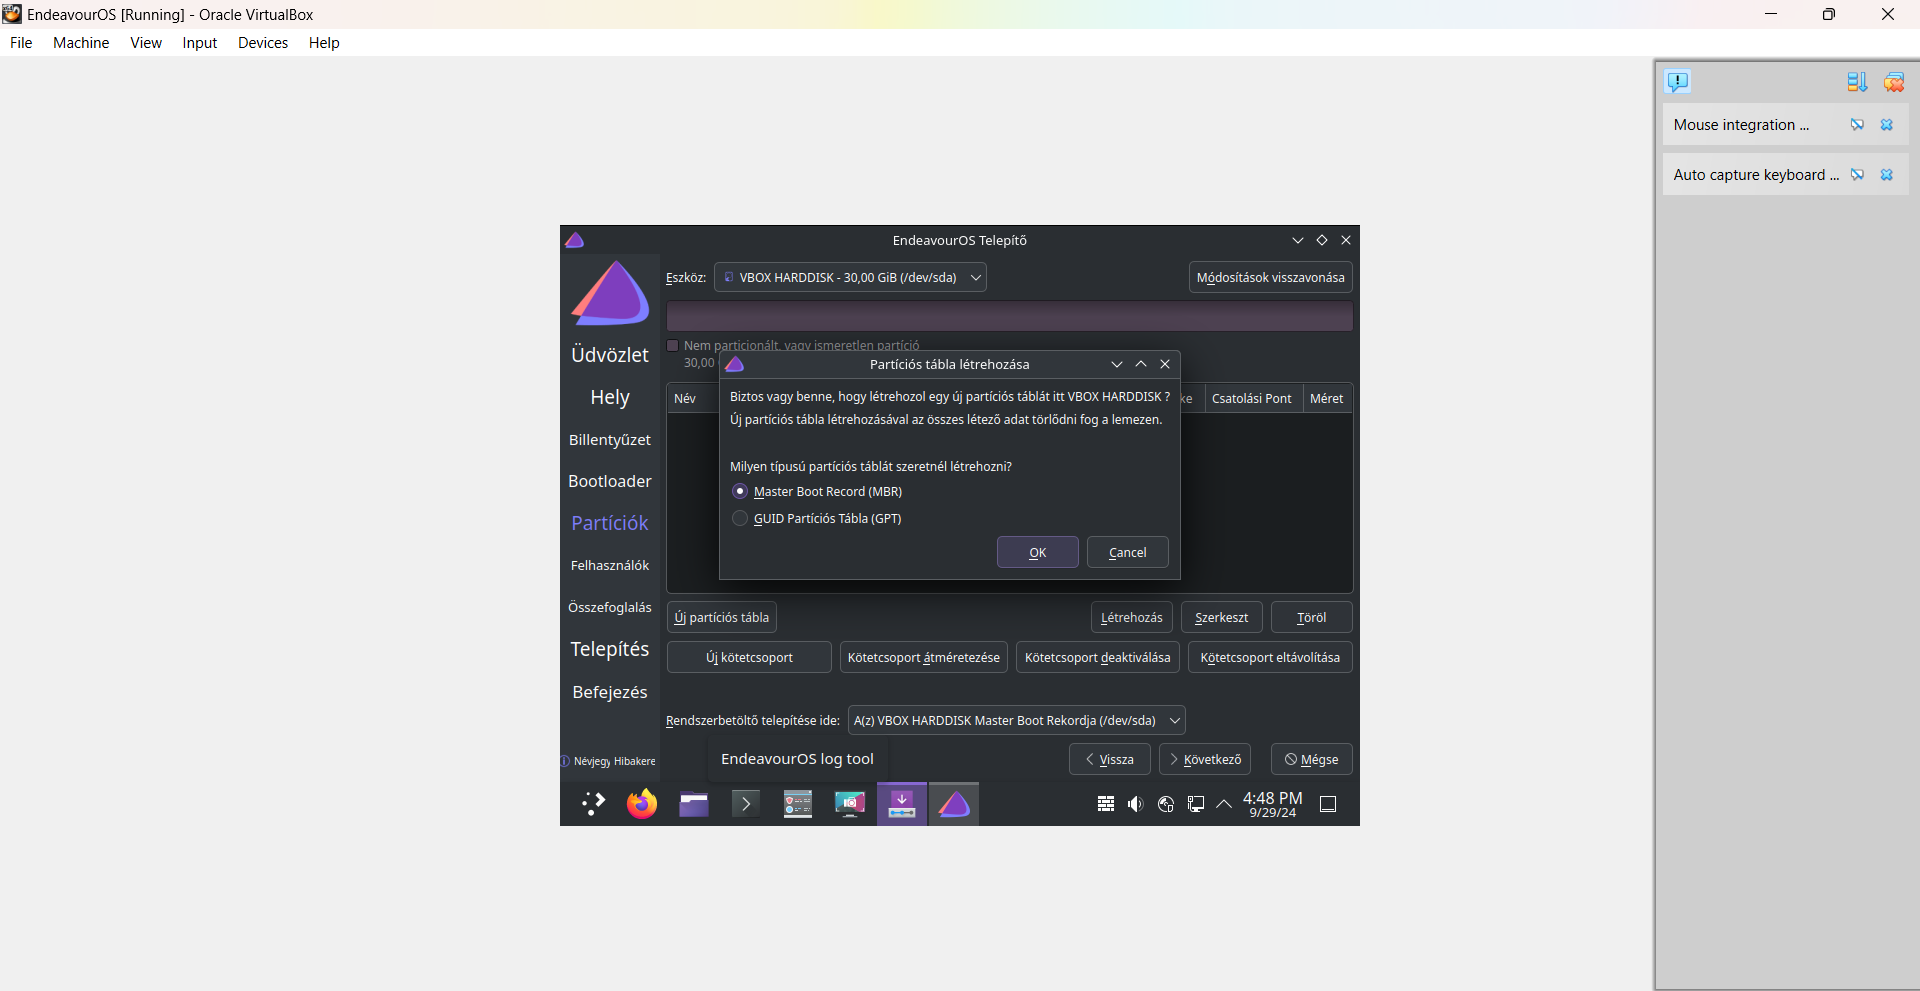 EndeavourOS [Running] - Oracle VirtualBox
File Machine View Input Devices Help
Mouse integration ...
Auto capture keyboard ...
EndeavourOS Telepítő
Eszköz: VBOX HARDDISK - 30,00 GiB (/dev/sda) Módosítások visszavonása
Nem particionált, vagy ismeretlen partíció
30,00
Üdvözlet
Hely
Billentyűzet
Bootloader
Partíciók
Felhasználók
Összefoglalás
Telepítés
Befejezés
Névjegy Hibakere
Név ke Csatolási Pont Méret
Partíciós tábla létrehozása
Biztos vagy benne, hogy létrehozol egy új partíciós táblát itt VBOX HARDDISK ?
Új partíciós tábla létrehozásával az összes létező adat törlődni fog a lemezen.
Milyen típusú partíciós táblát szeretnél létrehozni?
Master Boot Record (MBR)
GUID Partíciós Tábla (GPT)
OK Cancel
Új partíciós tábla Létrehozás Szerkeszt Töröl
Új kötetcsoport Kötetcsoport átméretezése Kötetcsoport deaktiválása Kötetcsoport eltávolítása
Rendszerbetöltő telepítése ide: A(z) VBOX HARDDISK Master Boot Rekordja (/dev/sda)
EndeavourOS log tool
Vissza Következő Mégse
4:48 PM
9/29/24